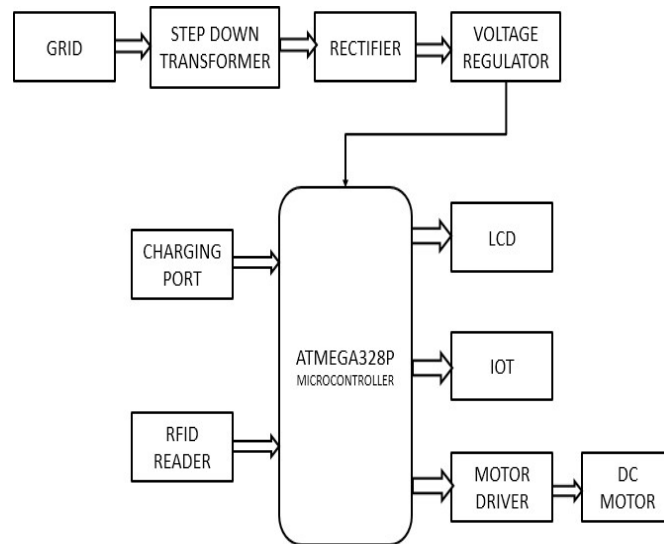 GRID
STEP DOWN
TRANSFORMER
RECTIFIER
VOLTAGE
REGULATOR
CHARGING
PORT
LCD
ATMEGA328P
MICROCONTROLLER
IOT
RFID
READER
MOTOR
DRIVER
DC
MOTOR